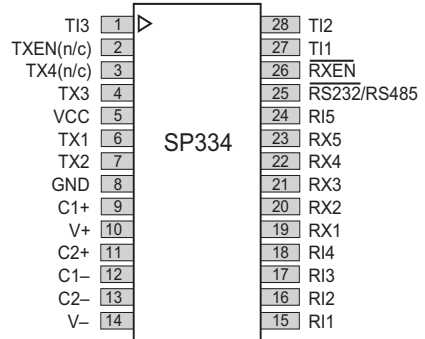 TI3 1 28 TI2
TXEN(n/c) 2 27 TI1
TX4(n/c) 3 26 RXEN
TX3 4 25 RS232/RS485
VCC 5 24 RI5
TX1 6 SP334 23 RX5
TX2 7 22 RX4
GND 8 21 RX3
C1+ 9 20 RX2
V+ 10 19 RX1
C2+ 11 18 RI4
C1– 12 17 RI3
C2– 13 16 RI2
V– 14 15 RI1